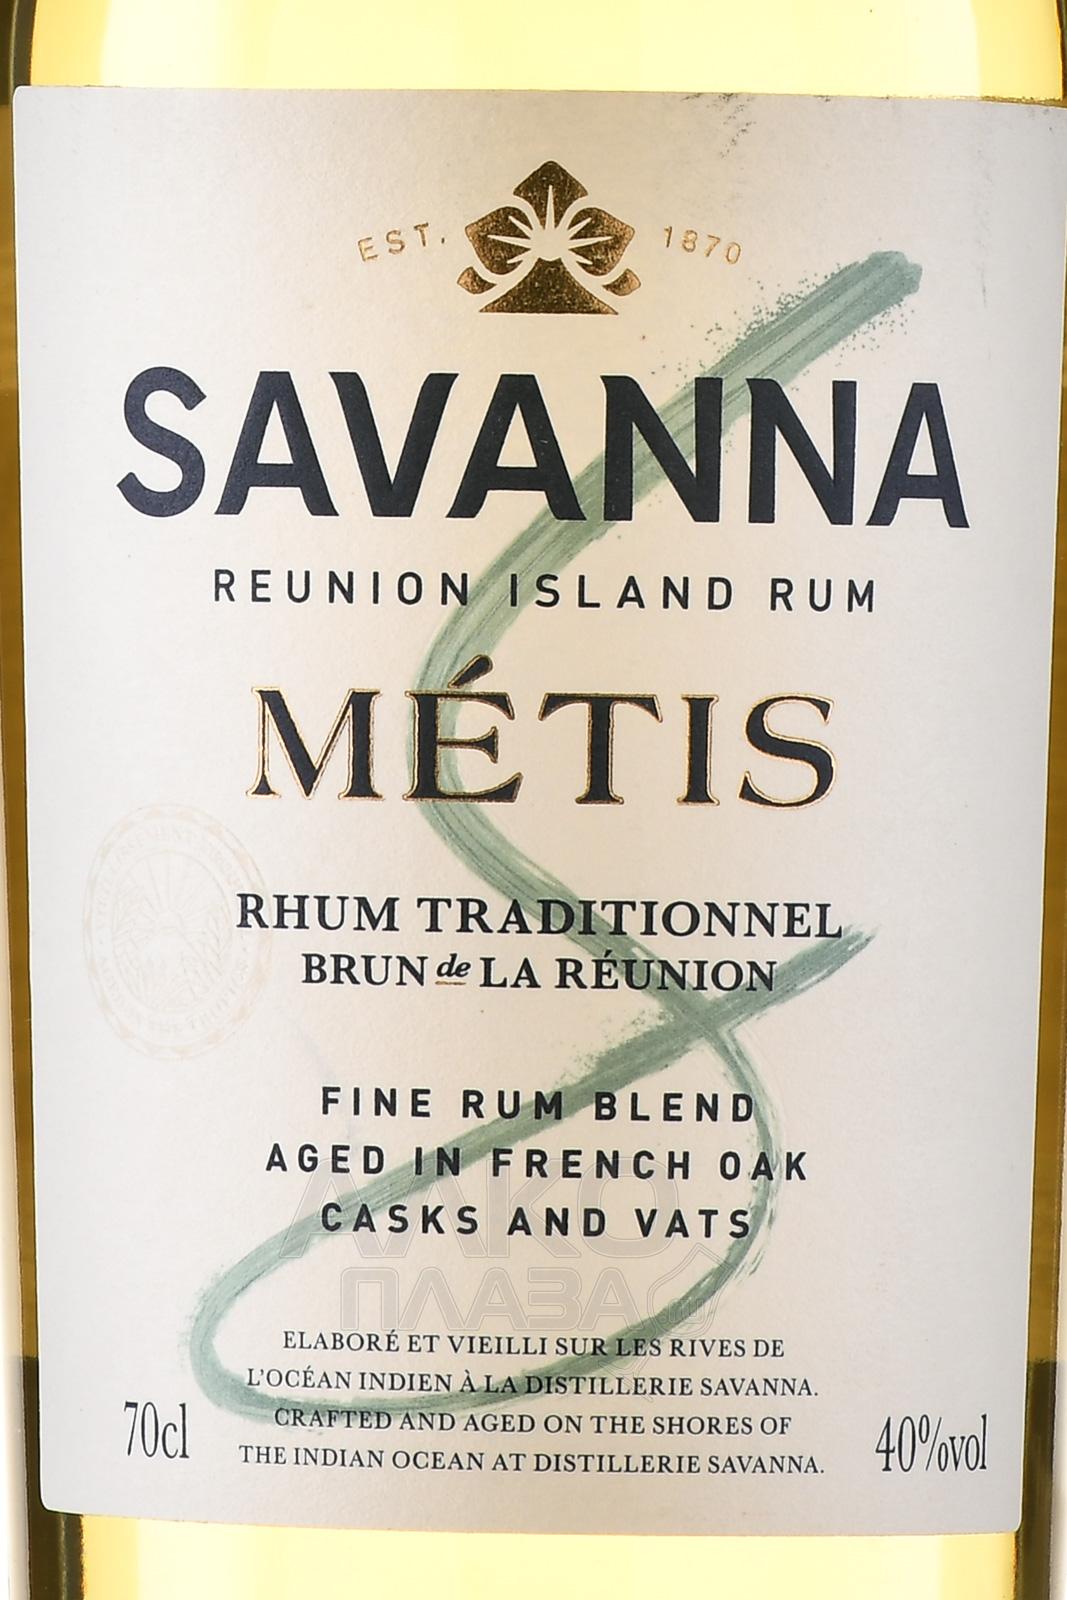 EST. 1870
SAVANNA
REUNION ISLAND RUM
MÉTIS
RHUM TRADITIONNEL
BRUN de LA RÉUNION
FINE RUM BLEND
AGED IN FRENCH OAK
CASKS AND VATS
АЛКО
ПЛАЗА.ru
ELABORÉ ET VIEILLI SUR LES RIVES DE
L'OCÉAN INDIEN À LA DISTILLERIE SAVANNA.
CRAFTED AND AGED ON THE SHORES OF
THE INDIAN OCEAN AT DISTILLERIE SAVANNA.
70cl
40%vol